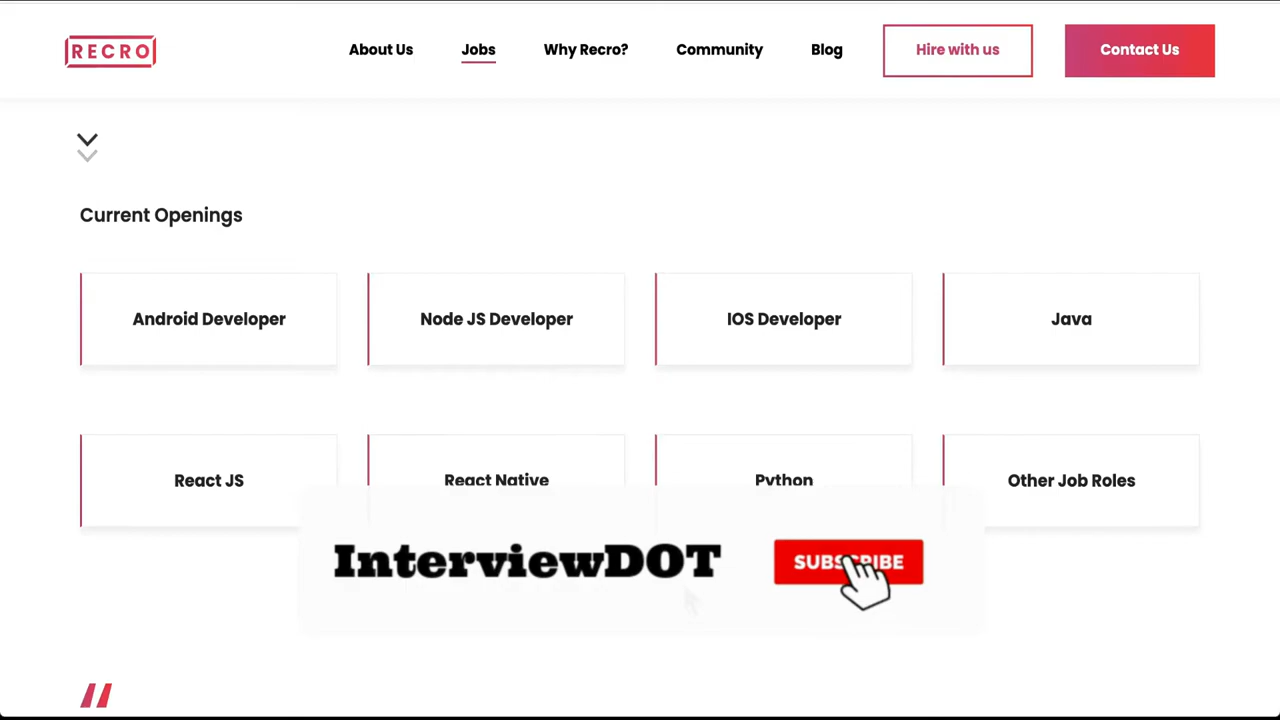 RECRO
About Us
Jobs
Why Recro?
Community
Blog
Hire with us
Contact Us
Current Openings
Android Developer
Node JS Developer
IOS Developer
Java
React JS
React Native
Python
Other Job Roles
InterviewDOT
SUBSCRIBE